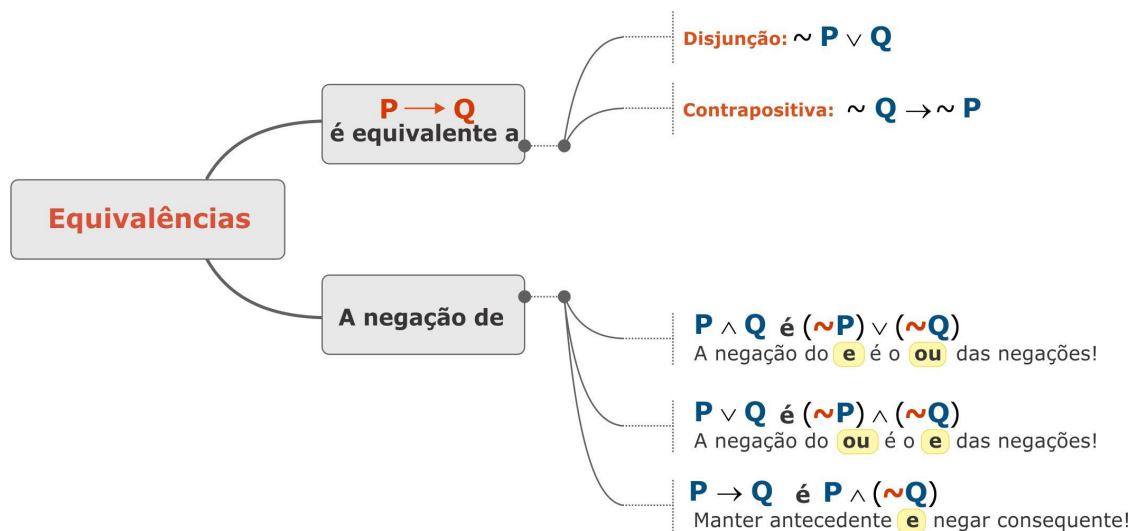 Disjunção: ~ P ∨ Q
P → Q
é equivalente a
Contrapositiva: ~ Q → ~ P
Equivalências
A negação de
P ∧ Q é (~P) ∨ (~Q)
A negação do e é o ou das negações!
P ∨ Q é (~P) ∧ (~Q)
A negação do ou é o e das negações!
P → Q é P ∧ (~Q)
Manter antecedente e negar consequente!